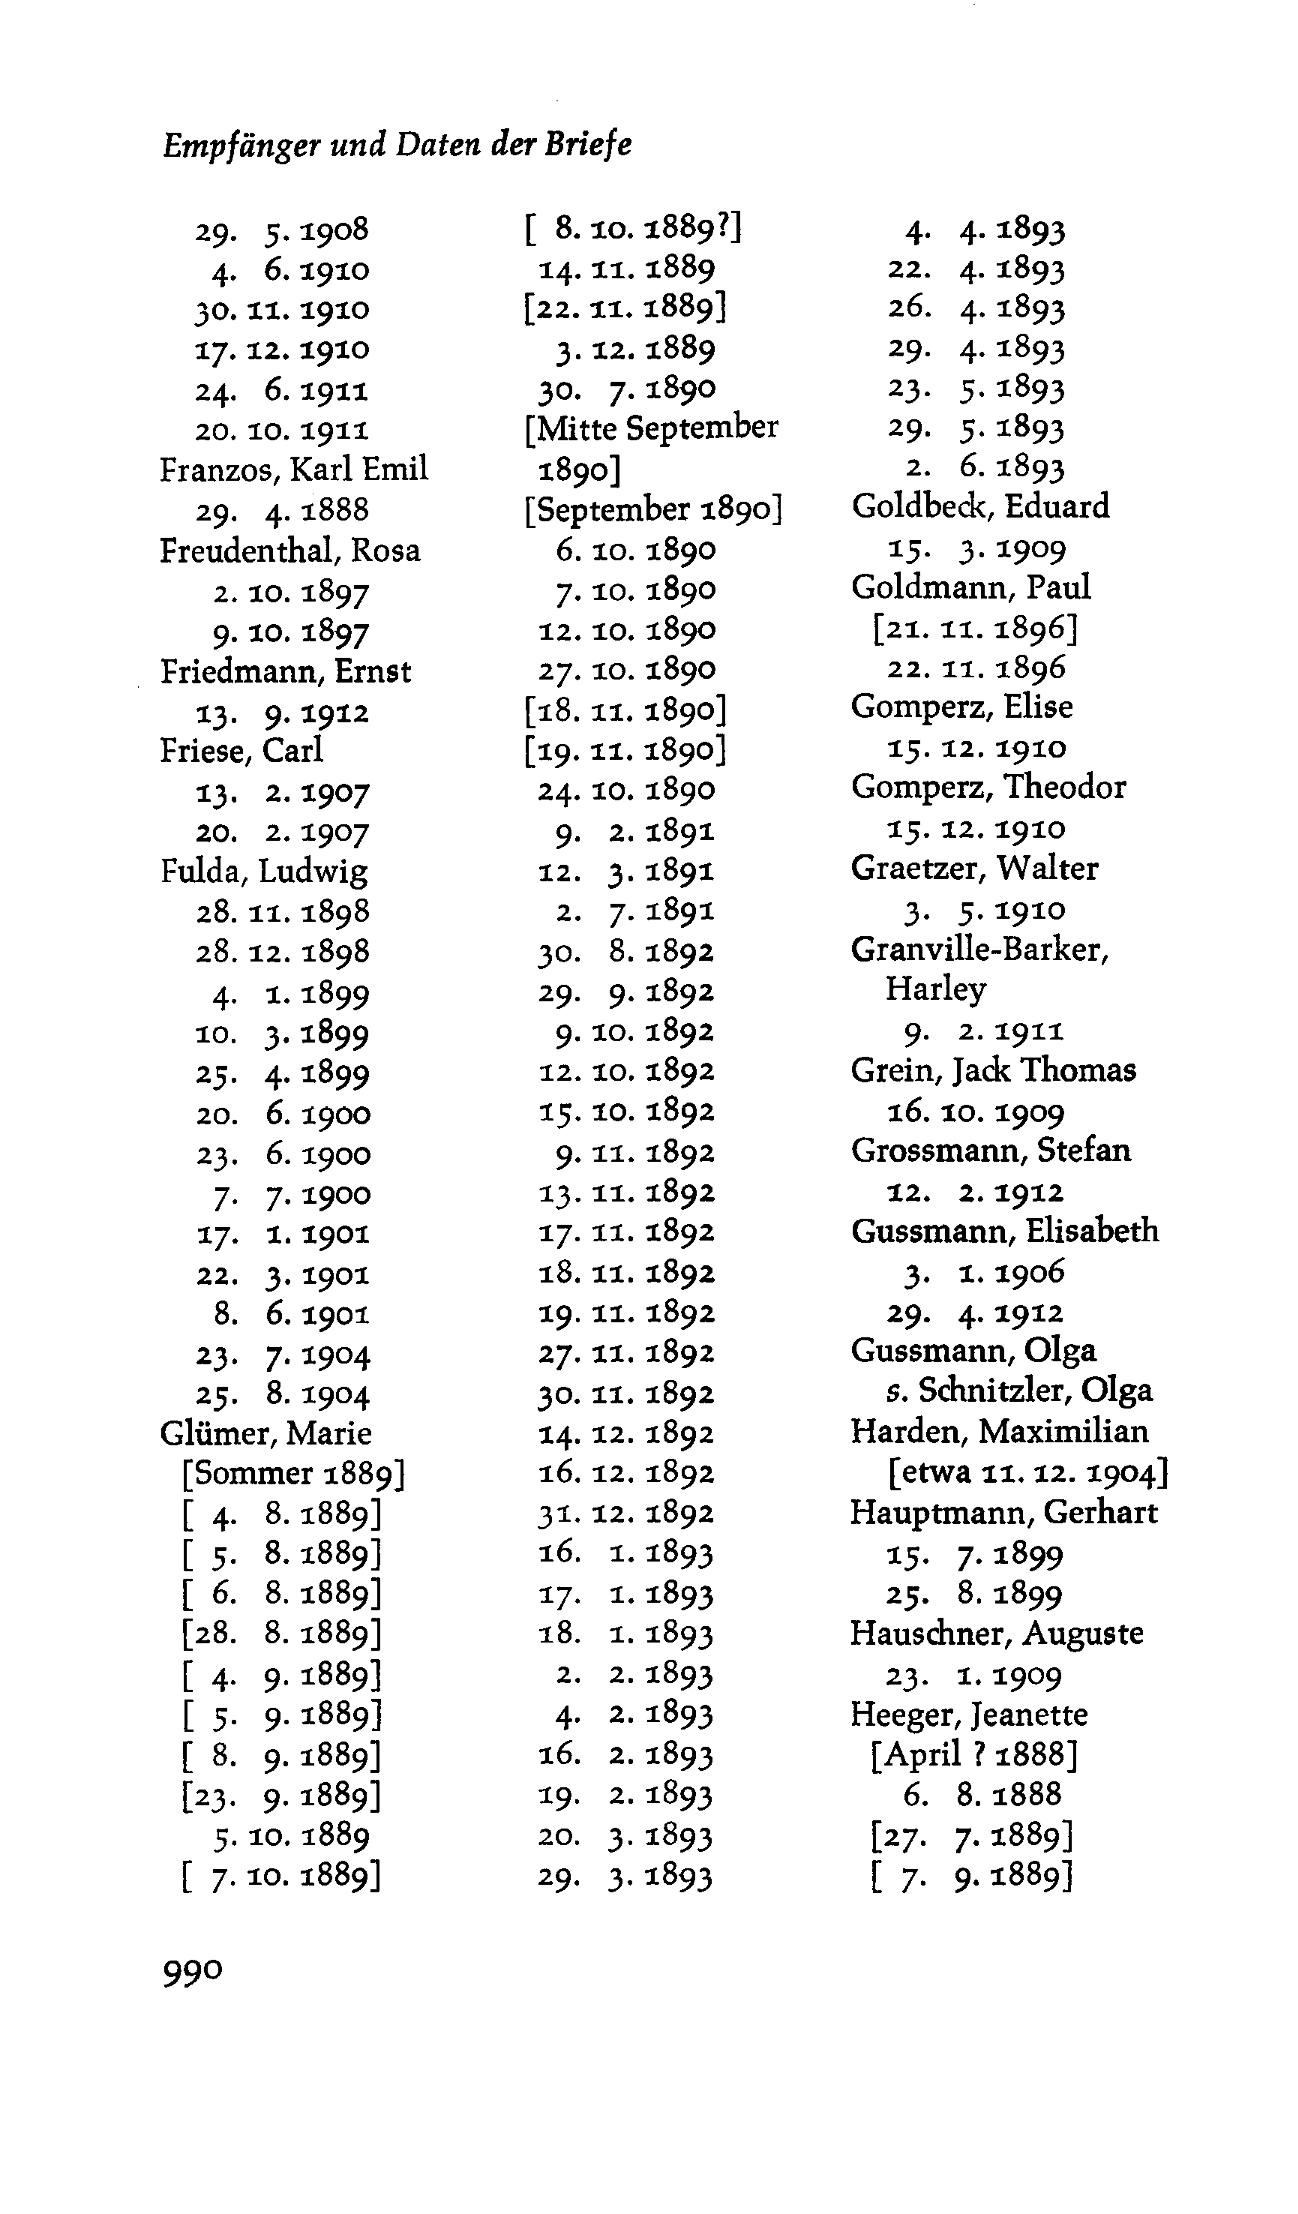 Empfänger und Daten der Briefe
29. 5. 1908
4. 6. 1910
30. 11. 1910
17. 12. 1910
24. 6. 1911
20. 10. 1911
Franzos, Karl Emil
29. 4. 1888
Freudenthal, Rosa
2. 10. 1897
9. 10. 1897
Friedmann, Ernst
13. 9. 1912
Friese, Carl
13. 2. 1907
20. 2. 1907
Fulda, Ludwig
28. 11. 1898
28. 12. 1898
4. 1. 1899
10. 3. 1899
25. 4. 1899
20. 6. 1900
23. 6. 1900
7. 7. 1900
17. 1. 1901
22. 3. 1901
8. 6. 1901
23. 7. 1904
25. 8. 1904
Glümer, Marie
[Sommer 1889]
[ 4. 8. 1889]
[ 5. 8. 1889]
[ 6. 8. 1889]
[28. 8. 1889]
[ 4. 9. 1889]
[ 5. 9. 1889]
[ 8. 9. 1889]
[23. 9. 1889]
5. 10. 1889
[ 7. 10. 1889]
[ 8. 10. 1889?]
14. 11. 1889
[22. 11. 1889]
3. 12. 1889
30. 7. 1890
[Mitte September
1890]
[September 1890]
6. 10. 1890
7. 10. 1890
12. 10. 1890
27. 10. 1890
[18. 11. 1890]
[19. 11. 1890]
24. 10. 1890
9. 2. 1891
12. 3. 1891
2. 7. 1891
30. 8. 1892
29. 9. 1892
9. 10. 1892
12. 10. 1892
15. 10. 1892
9. 11. 1892
13. 11. 1892
17. 11. 1892
18. 11. 1892
19. 11. 1892
27. 11. 1892
30. 11. 1892
14. 12. 1892
16. 12. 1892
31. 12. 1892
16. 1. 1893
17. 1. 1893
18. 1. 1893
2. 2. 1893
4. 2. 1893
16. 2. 1893
19. 2. 1893
20. 3. 1893
29. 3. 1893
4. 4. 1893
22. 4. 1893
26. 4. 1893
29. 4. 1893
23. 5. 1893
29. 5. 1893
2. 6. 1893
Goldbeck, Eduard
15. 3. 1909
Goldmann, Paul
[21. 11. 1896]
22. 11. 1896
Gomperz, Elise
15. 12. 1910
Gomperz, Theodor
15. 12. 1910
Graetzer, Walter
3. 5. 1910
Granville-Barker,
Harley
9. 2. 1911
Grein, Jack Thomas
16. 10. 1909
Grossmann, Stefan
12. 2. 1912
Gussmann, Elisabeth
3. 1. 1906
29. 4. 1912
Gussmann, Olga
s. Schnitzler, Olga
Harden, Maximilian
[etwa 11. 12. 1904]
Hauptmann, Gerhart
15. 7. 1899
25. 8. 1899
Hauschner, Auguste
23. 1. 1909
Heeger, Jeanette
[April ? 1888]
6. 8. 1888
[27. 7. 1889]
[ 7. 9. 1889]
990